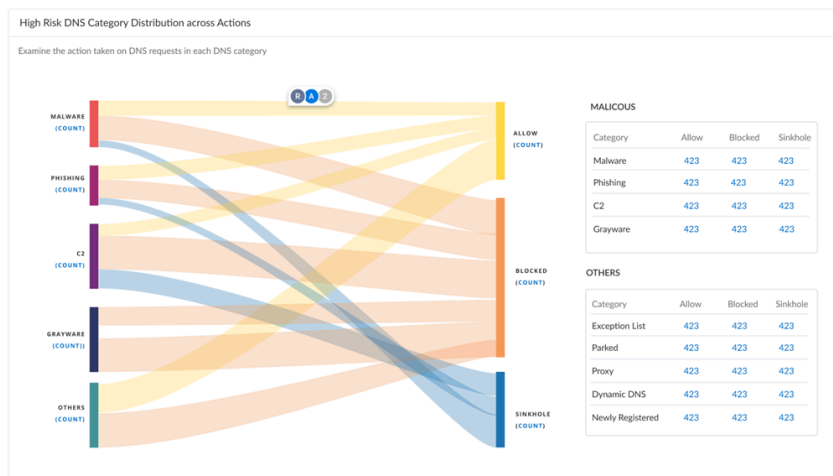 High Risk DNS Category Distribution across Actions
Examine the action taken on DNS requests in each DNS category
R A 2
MALWARE
(COUNT)
PHISHING
(COUNT)
C2
(COUNT)
GRAYWARE
(COUNT))
OTHERS
(COUNT)
ALLOW
(COUNT)
BLOCKED
(COUNT)
SINKHOLE
(COUNT)
MALICOUS
Category Allow Blocked Sinkhole
Malware 423 423 423
Phishing 423 423 423
C2 423 423 423
Grayware 423 423 423
OTHERS
Category Allow Blocked Sinkhole
Exception List 423 423 423
Parked 423 423 423
Proxy 423 423 423
Dynamic DNS 423 423 423
Newly Registered 423 423 423